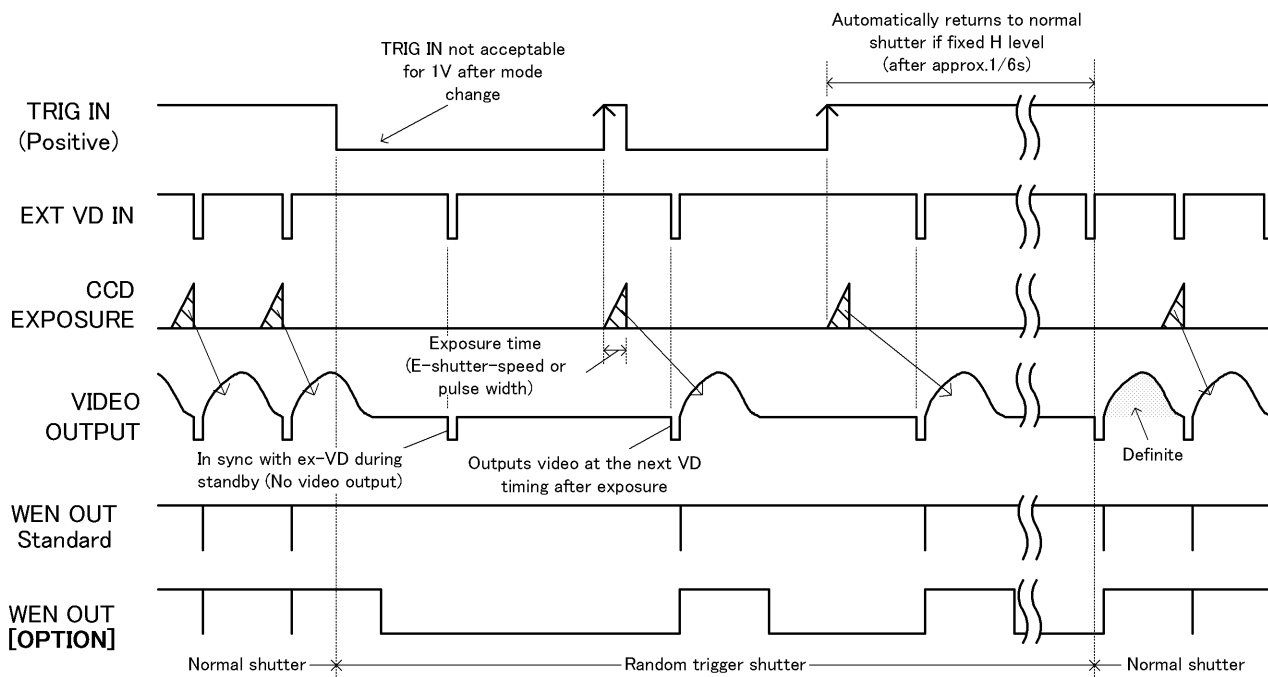 Automatically returns to normal
shutter if fixed H level
(after approx.1/6s)
TRIG IN not acceptable
for 1V after mode
change
TRIG IN
(Positive)
EXT VD IN
CCD
EXPOSURE
Exposure time
(E-shutter-speed or
pulse width)
VIDEO
OUTPUT
In sync with ex-VD during
standby (No video output)
Outputs video at the next VD
timing after exposure
Definite
WEN OUT
Standard
WEN OUT
[OPTION]
Normal shutter
Random trigger shutter
Normal shutter